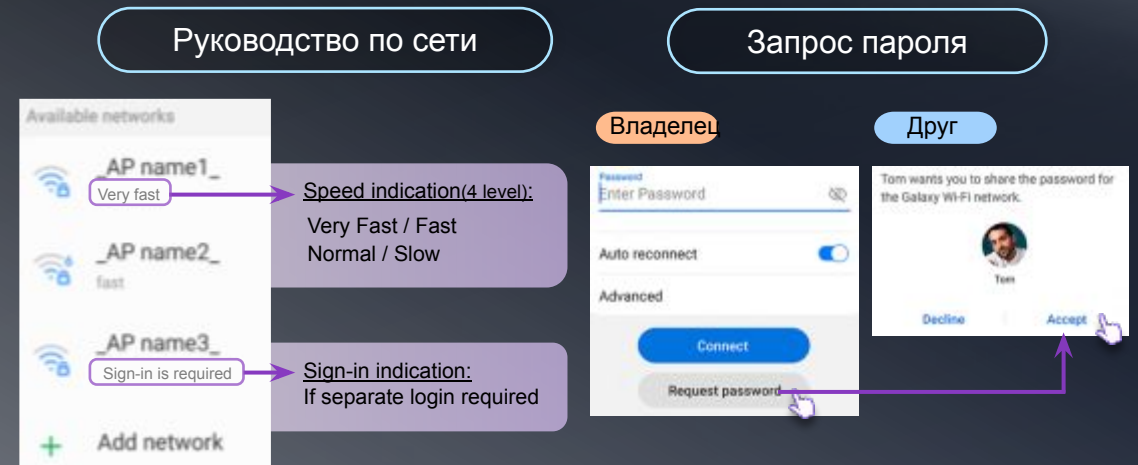 Руководство по сети
Available networks
_AP name1_
Very fast
_AP name2_
fast
_AP name3_
Sign-in is required
+ Add network
Speed indication(4 level):
Very Fast / Fast
Normal / Slow
Sign-in indication:
If separate login required
Запрос пароля
Владелец
Password
Enter Password
Auto reconnect
Advanced
Connect
Request password
Друг
Tom wants you to share the password for
the Galaxy Wi-Fi network.
Tom
Decline
Accept